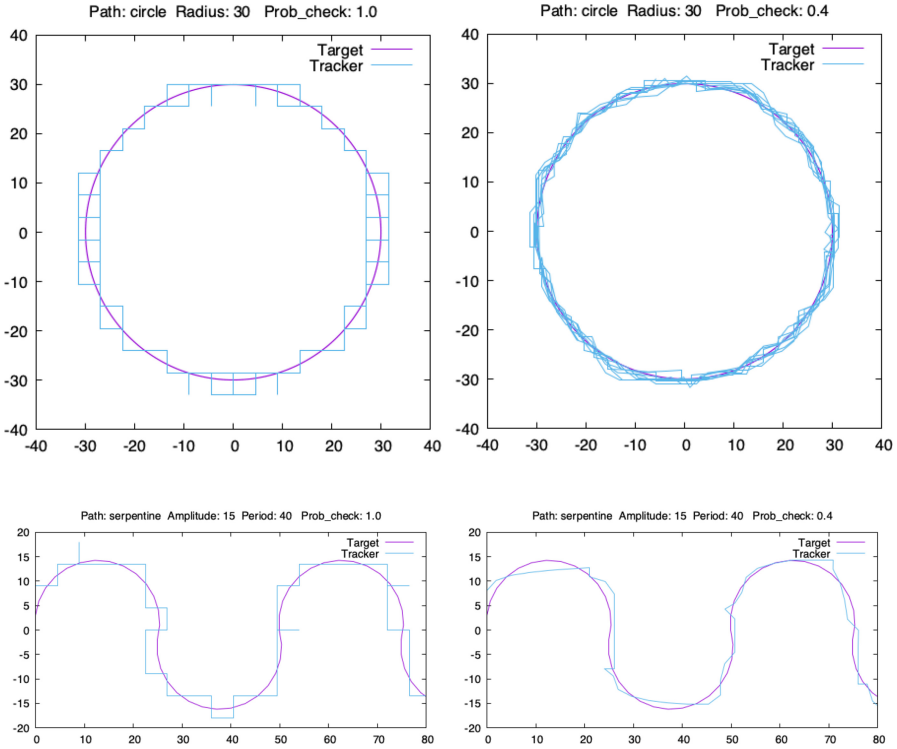 Path: circle Radius: 30 Prob_check: 1.0
40
30
20
10
0
-10
-20
-30
-40
-40 -30 -20 -10 0 10 20 30 40
Target
Tracker
Path: circle Radius: 30 Prob_check: 0.4
40
30
20
10
0
-10
-20
-30
-40
-40 -30 -20 -10 0 10 20 30 40
Target
Tracker
Path: serpentine Amplitude: 15 Period: 40 Prob_check: 1.0
20
15
10
5
0
-5
-10
-15
-20
0 10 20 30 40 50 60 70 80
Target
Tracker
Path: serpentine Amplitude: 15 Period: 40 Prob_check: 0.4
20
15
10
5
0
-5
-10
-15
-20
0 10 20 30 40 50 60 70 80
Target
Tracker